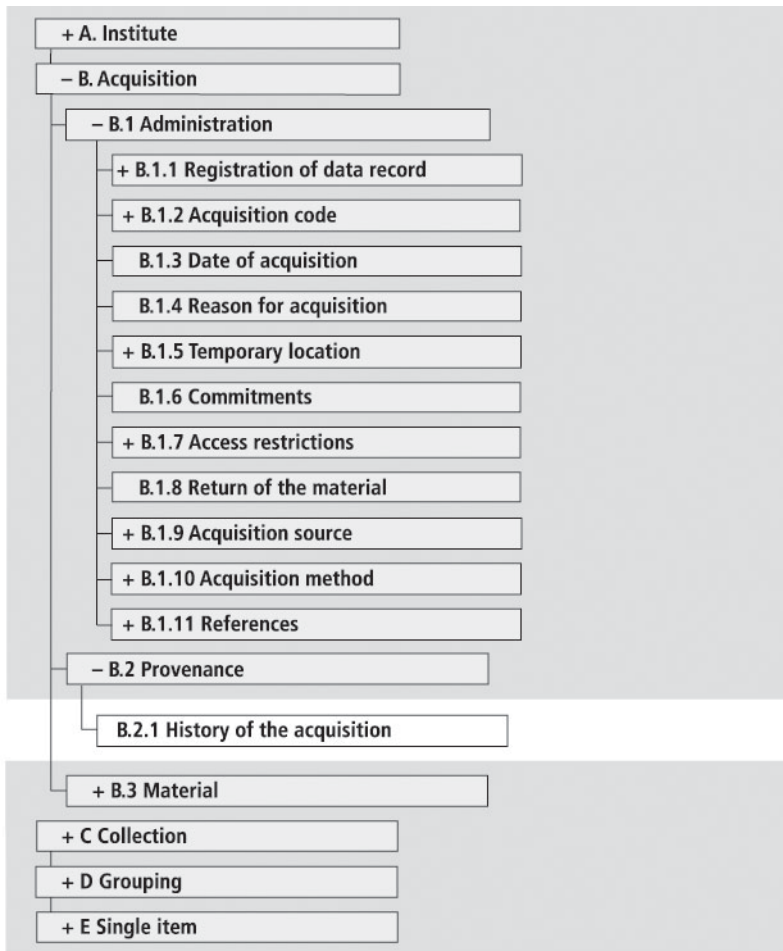 + A. Institute
– B. Acquisition
– B.1 Administration
+ B.1.1 Registration of data record
+ B.1.2 Acquisition code
B.1.3 Date of acquisition
B.1.4 Reason for acquisition
+ B.1.5 Temporary location
B.1.6 Commitments
+ B.1.7 Access restrictions
B.1.8 Return of the material
+ B.1.9 Acquisition source
+ B.1.10 Acquisition method
+ B.1.11 References
– B.2 Provenance
B.2.1 History of the acquisition
+ B.3 Material
+ C Collection
+ D Grouping
+ E Single item